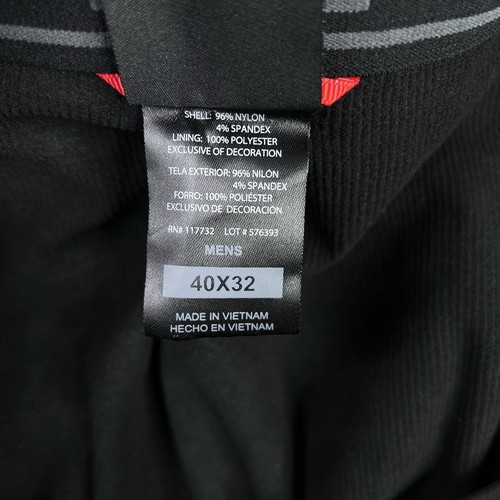 SHELL: 96% NYLON
4% SPANDEX
LINING: 100% POLYESTER
EXCLUSIVE OF DECORATION
TELA EXTERIOR: 96% NILÓN
4% SPANDEX
FORRO: 100% POLIÉSTER
EXCLUSIVO DE DECORACIÓN
RN# 117732 LOT # 576393
MENS
40X32
MADE IN VIETNAM
HECHO EN VIETNAM